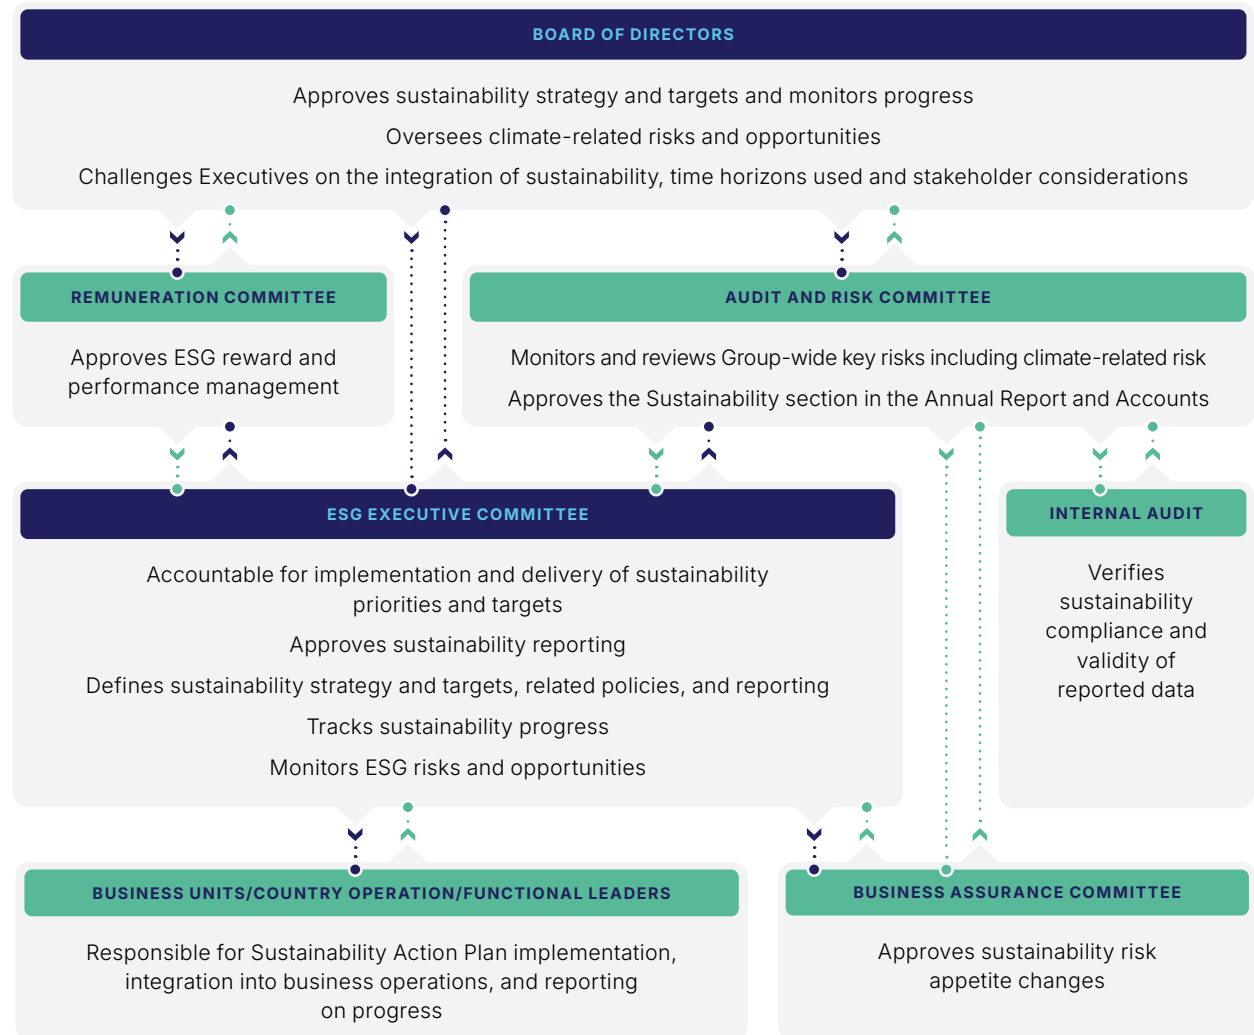 BOARD OF DIRECTORS
Approves sustainability strategy and targets and monitors progress
Oversees climate-related risks and opportunities
Challenges Executives on the integration of sustainability, time horizons used and stakeholder considerations
REMUNERATION COMMITTEE
Approves ESG reward and
performance management
AUDIT AND RISK COMMITTEE
Monitors and reviews Group-wide key risks including climate-related risk
Approves the Sustainability section in the Annual Report and Accounts
ESG EXECUTIVE COMMITTEE
Accountable for implementation and delivery of sustainability
priorities and targets
Approves sustainability reporting
Defines sustainability strategy and targets, related policies, and reporting
Tracks sustainability progress
Monitors ESG risks and opportunities
INTERNAL AUDIT
Verifies
sustainability
compliance and
validity of
reported data
BUSINESS UNITS/COUNTRY OPERATION/FUNCTIONAL LEADERS
Responsible for Sustainability Action Plan implementation,
integration into business operations, and reporting
on progress
BUSINESS ASSURANCE COMMITTEE
Approves sustainability risk
appetite changes